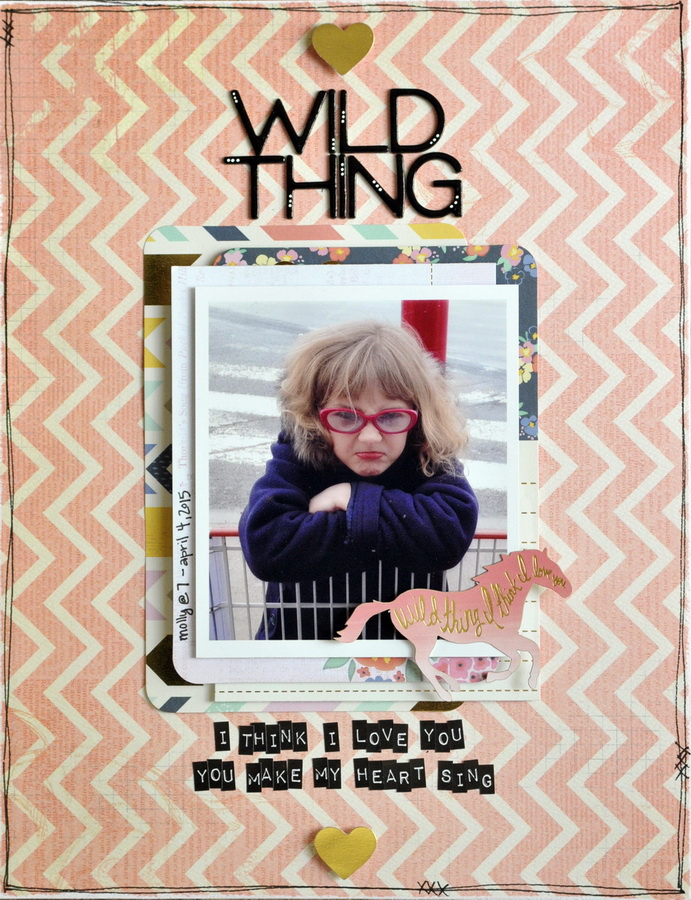 WILD
THING
molly @ 7 - april 4, 2015
Wild thing I think I love you
I THINK I LOVE YOU
YOU MAKE MY HEART SING